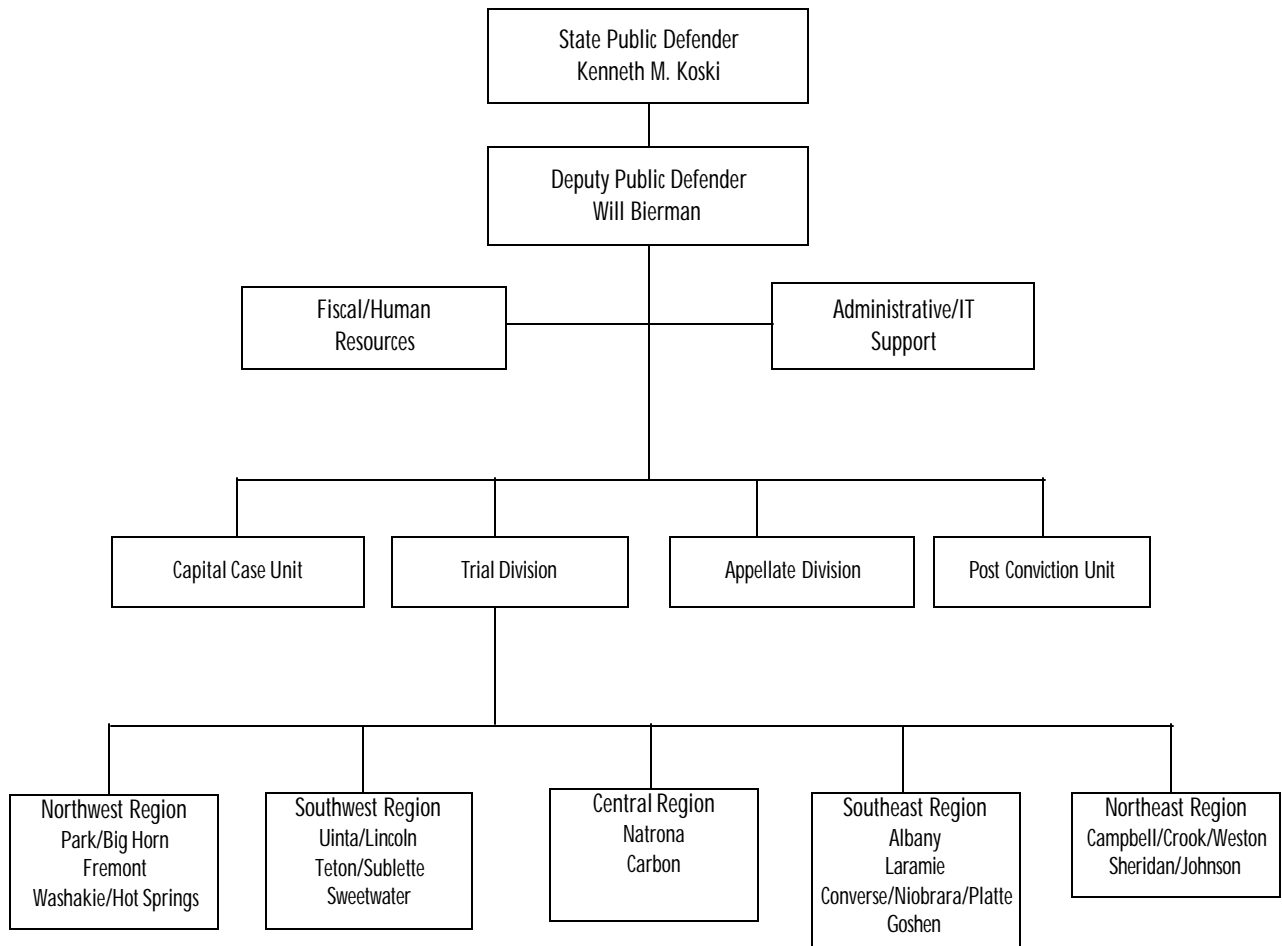 State Public Defender
Kenneth M. Koski
Deputy Public Defender
Will Bierman
Fiscal/Human
Resources
Administrative/IT
Support
Capital Case Unit
Trial Division
Appellate Division
Post Conviction Unit
Northwest Region
Park/Big Horn
Fremont
Washakie/Hot Springs
Southwest Region
Uinta/Lincoln
Teton/Sublette
Sweetwater
Central Region
Natrona
Carbon
Southeast Region
Albany
Laramie
Converse/Niobrara/Platte
Goshen
Northeast Region
Campbell/Crook/Weston
Sheridan/Johnson